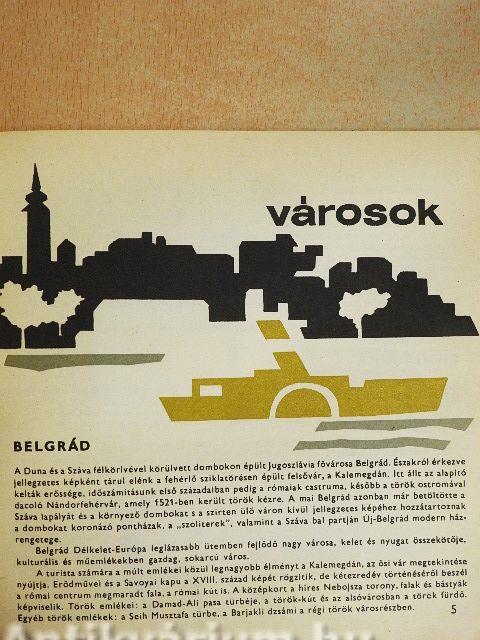 városok
BELGRÁD
A Duna és a Száva félkörívével körülvett dombokon épült Jugoszlávia fővárosa Belgrád. Északról érkezve
jellegzetes képként tárul elénk a fehérlő sziklatörésen épült felsővár, a Kalemegdán. Itt állt az alapító
kelták erőssége, időszámításunk első századaiban pedig a rómaiak castruma, később a török ostromával
dacoló Nándorfehérvár, amely 1521-ben került török kézre. A mai Belgrád azonban már betöltötte a
Száva lapályát és a környező dombokat s a szirten ülő váron kívül jellegzetes képéhez hozzátartoznak
a dombokat koronázó pontházak, a „szoliterek", valamint a Száva bal partján Új-Belgrád modern ház-
rengetege.
Belgrád Délkelet-Európa leglázasabb ütemben fejlődő nagy városa, kelet és nyugat összekötője,
kulturális és műemlékekben gazdag, sokarcú város.
A turista számára a múlt emlékei közül legnagyobb élményt a Kalemegdán, az ősi vár megtekintése
nyújtja. Erődművei és a Savoyai kapu a XVIII. század képét rögzítik, de kétezredév történéséről beszél
a római centrum megmaradt fala, a római kút is. A középkort a híres Nebojsza torony, falak és bástyák
képviselik. Török emlékei: a Damad-Ali pasa turbéje, a török-kút és az alsóvárosban a török fürdő.
Egyéb török emlékek: a Seih Musztafa türbe, a Barjakli dzsámi a régi török városrészben.
5